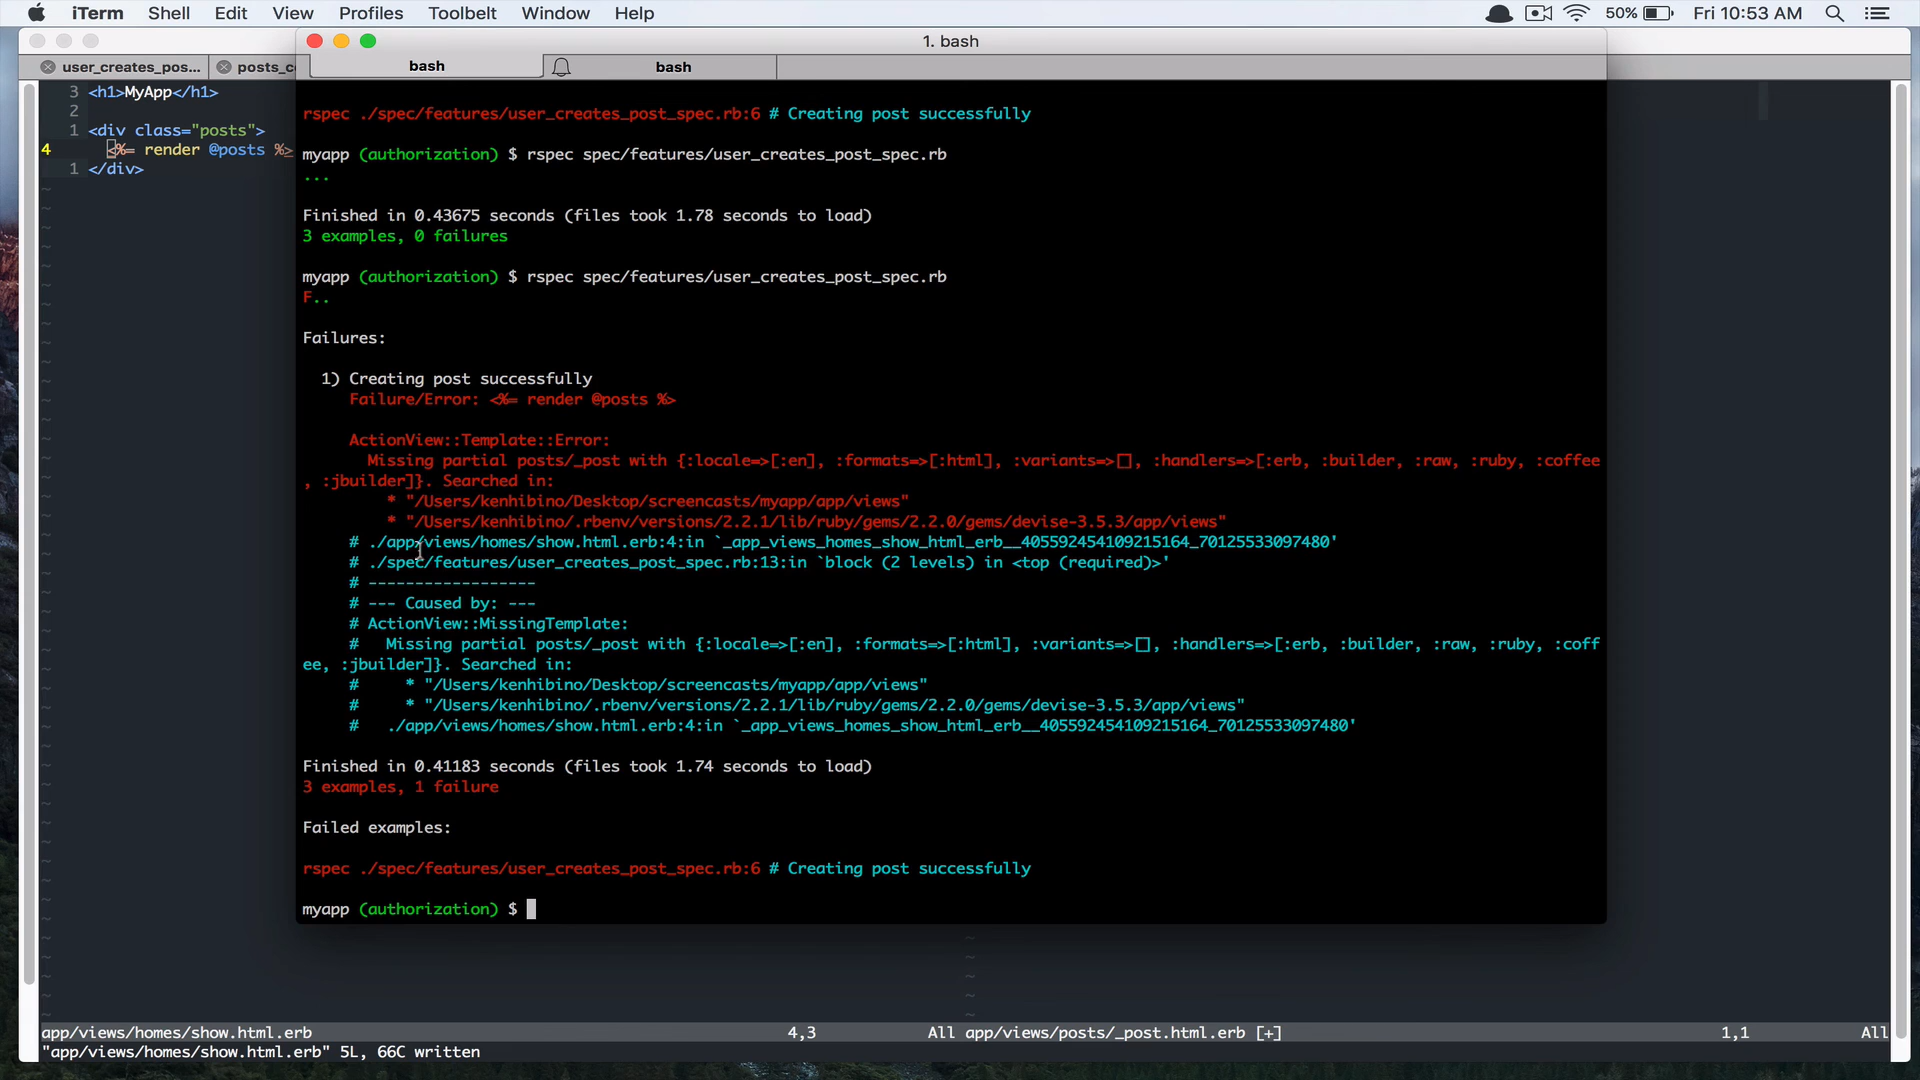 iTerm Shell Edit View Profiles Toolbelt Window Help 50% Fri 10:53 AM
1. bash
user_creates_pos... posts_c bash bash
3 <h1>MyApp</h1>
2
1 <div class="posts">
4 <%= render @posts %>
1 </div>
rspec ./spec/features/user_creates_post_spec.rb:6 # Creating post successfully
myapp (authorization) $ rspec spec/features/user_creates_post_spec.rb
...
Finished in 0.43675 seconds (files took 1.78 seconds to load)
3 examples, 0 failures
myapp (authorization) $ rspec spec/features/user_creates_post_spec.rb
F..
Failures:
1) Creating post successfully
Failure/Error: <%= render @posts %>
ActionView::Template::Error:
Missing partial posts/_post with {:locale=>[:en], :formats=>[:html], :variants=>[], :handlers=>[:erb, :builder, :raw, :ruby, :coffee
, :jbuilder]}. Searched in:
* "/Users/kenhibino/Desktop/screencasts/myapp/app/views"
* "/Users/kenhibino/.rbenv/versions/2.2.1/lib/ruby/gems/2.2.0/gems/devise-3.5.3/app/views"
# ./app/views/homes/show.html.erb:4:in `_app_views_homes_show_html_erb__405592454109215164_70125533097480'
# ./spec/features/user_creates_post_spec.rb:13:in `block (2 levels) in <top (required)>'
# ------------------
# --- Caused by: ---
# ActionView::MissingTemplate:
# Missing partial posts/_post with {:locale=>[:en], :formats=>[:html], :variants=>[], :handlers=>[:erb, :builder, :raw, :ruby, :coff
ee, :jbuilder]}. Searched in:
# * "/Users/kenhibino/Desktop/screencasts/myapp/app/views"
# * "/Users/kenhibino/.rbenv/versions/2.2.1/lib/ruby/gems/2.2.0/gems/devise-3.5.3/app/views"
# ./app/views/homes/show.html.erb:4:in `_app_views_homes_show_html_erb__405592454109215164_70125533097480'
Finished in 0.41183 seconds (files took 1.74 seconds to load)
3 examples, 1 failure
Failed examples:
rspec ./spec/features/user_creates_post_spec.rb:6 # Creating post successfully
myapp (authorization) $
app/views/homes/show.html.erb 4,3 All app/views/posts/_post.html.erb [+] 1,1 All
"app/views/homes/show.html.erb" 5L, 66C written